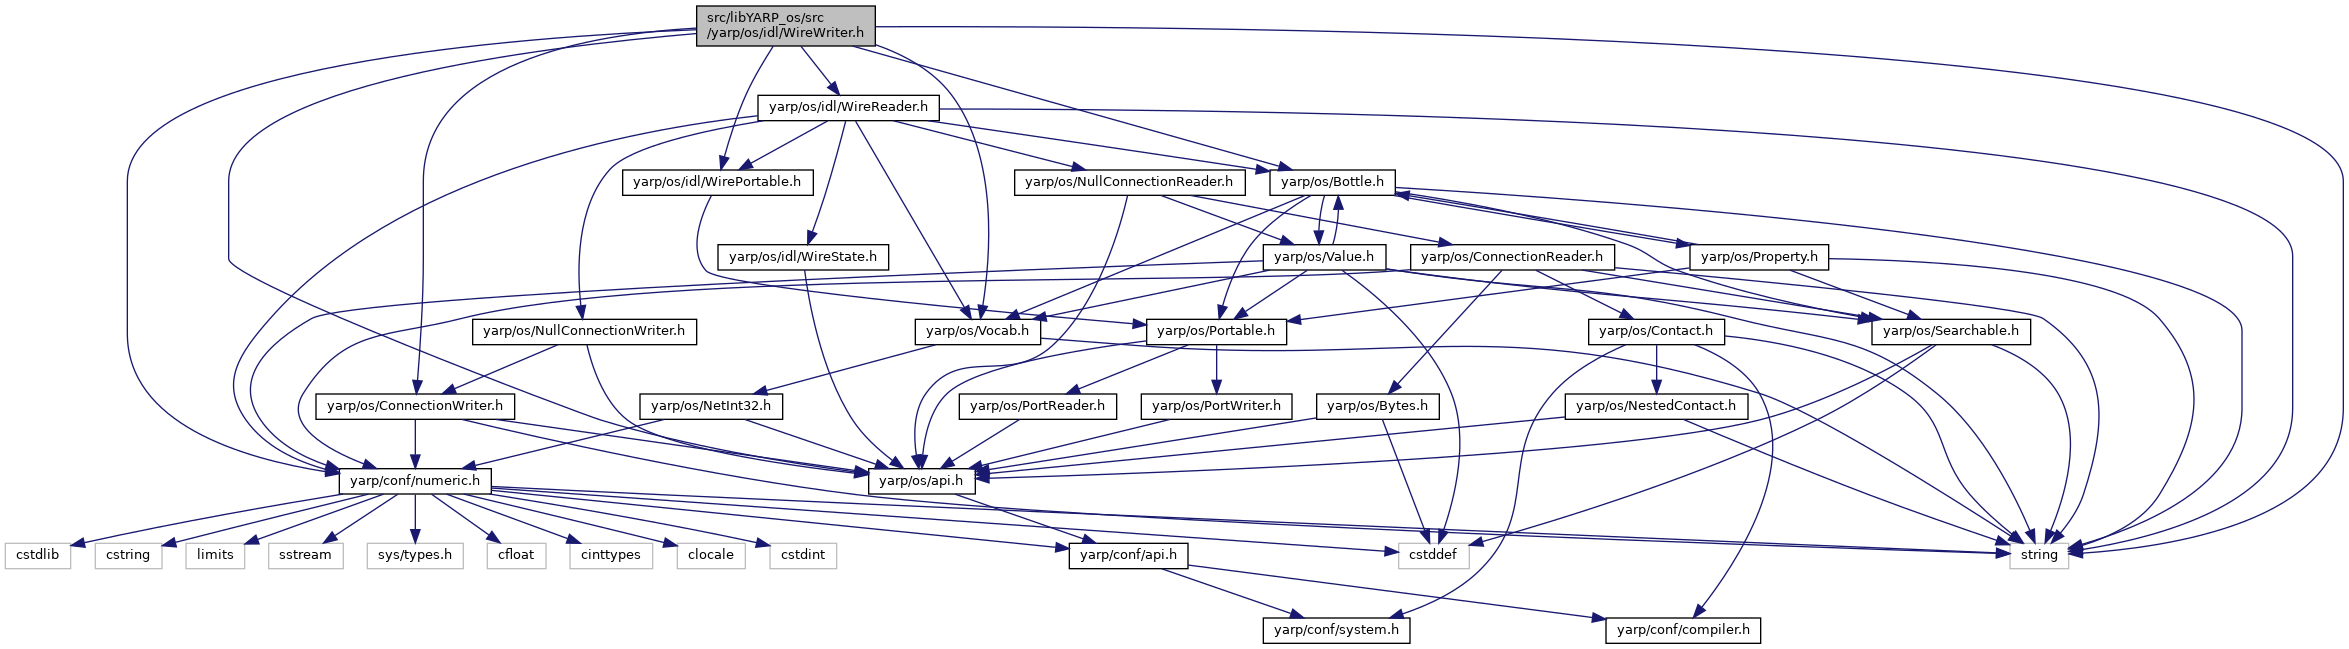 src/libYARP_os/src
/yarp/os/idl/WireWriter.h
yarp/os/idl/WireReader.h
yarp/os/idl/WirePortable.h
yarp/os/NullConnectionReader.h
yarp/os/Bottle.h
yarp/os/idl/WireState.h
yarp/os/Value.h
yarp/os/ConnectionReader.h
yarp/os/Property.h
yarp/os/NullConnectionWriter.h
yarp/os/Vocab.h
yarp/os/Portable.h
yarp/os/Contact.h
yarp/os/Searchable.h
yarp/os/ConnectionWriter.h
yarp/os/NetInt32.h
yarp/os/PortReader.h
yarp/os/PortWriter.h
yarp/os/Bytes.h
yarp/os/NestedContact.h
yarp/conf/numeric.h
yarp/os/api.h
cstdlib
cstring
limits
sstream
sys/types.h
cfloat
cinttypes
clocale
cstdint
yarp/conf/api.h
cstddef
string
yarp/conf/system.h
yarp/conf/compiler.h